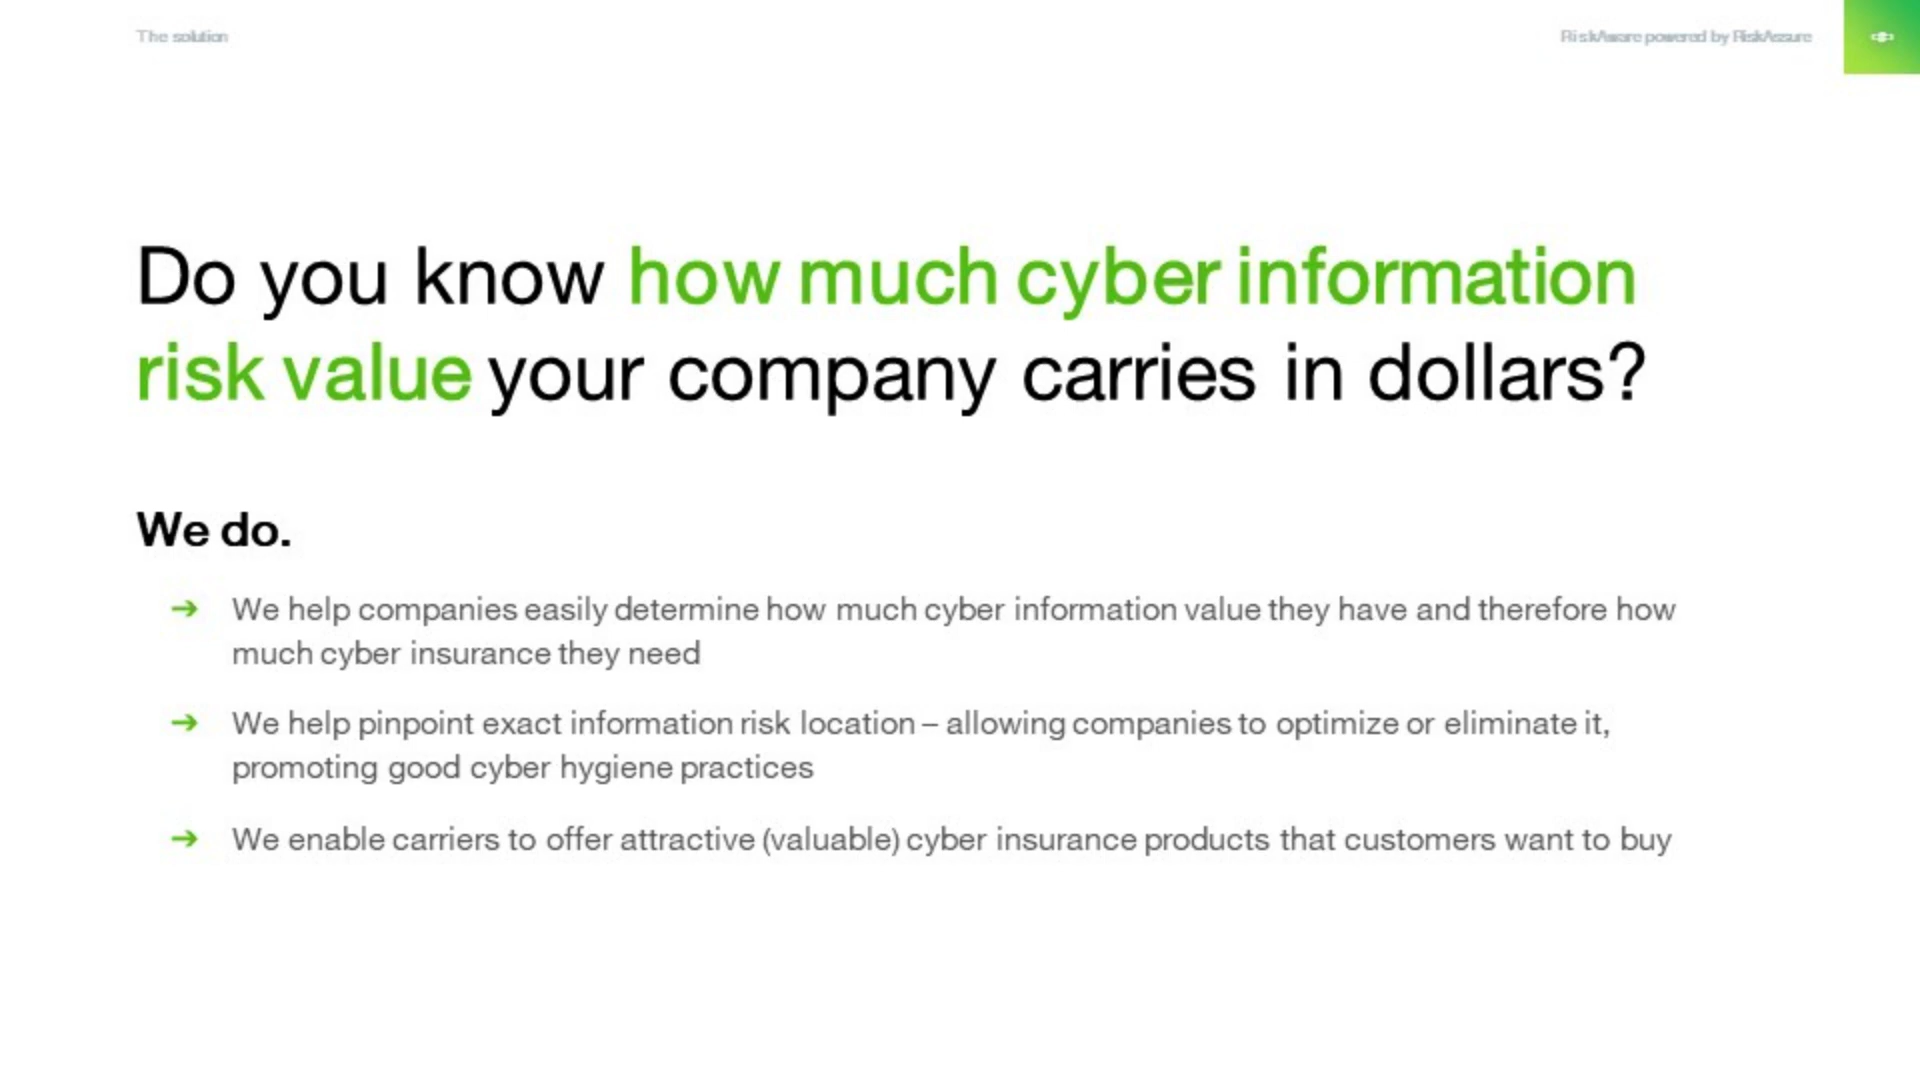 The solution
RiskAware powered by RiskAssure
Do you know how much cyber information
risk value your company carries in dollars?
We do.
➔ We help companies easily determine how much cyber information value they have and therefore how
much cyber insurance they need
➔ We help pinpoint exact information risk location – allowing companies to optimize or eliminate it,
promoting good cyber hygiene practices
➔ We enable carriers to offer attractive (valuable) cyber insurance products that customers want to buy